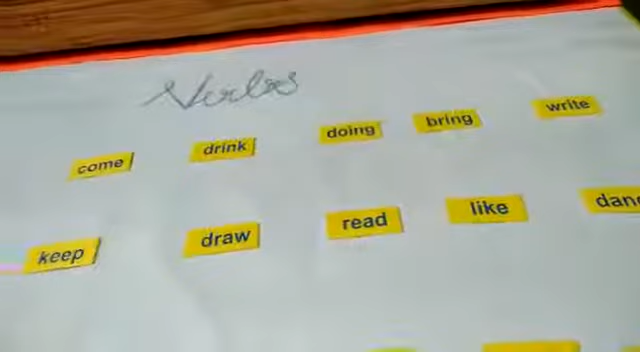 Verbs
come drink doing bring write
keep draw read like